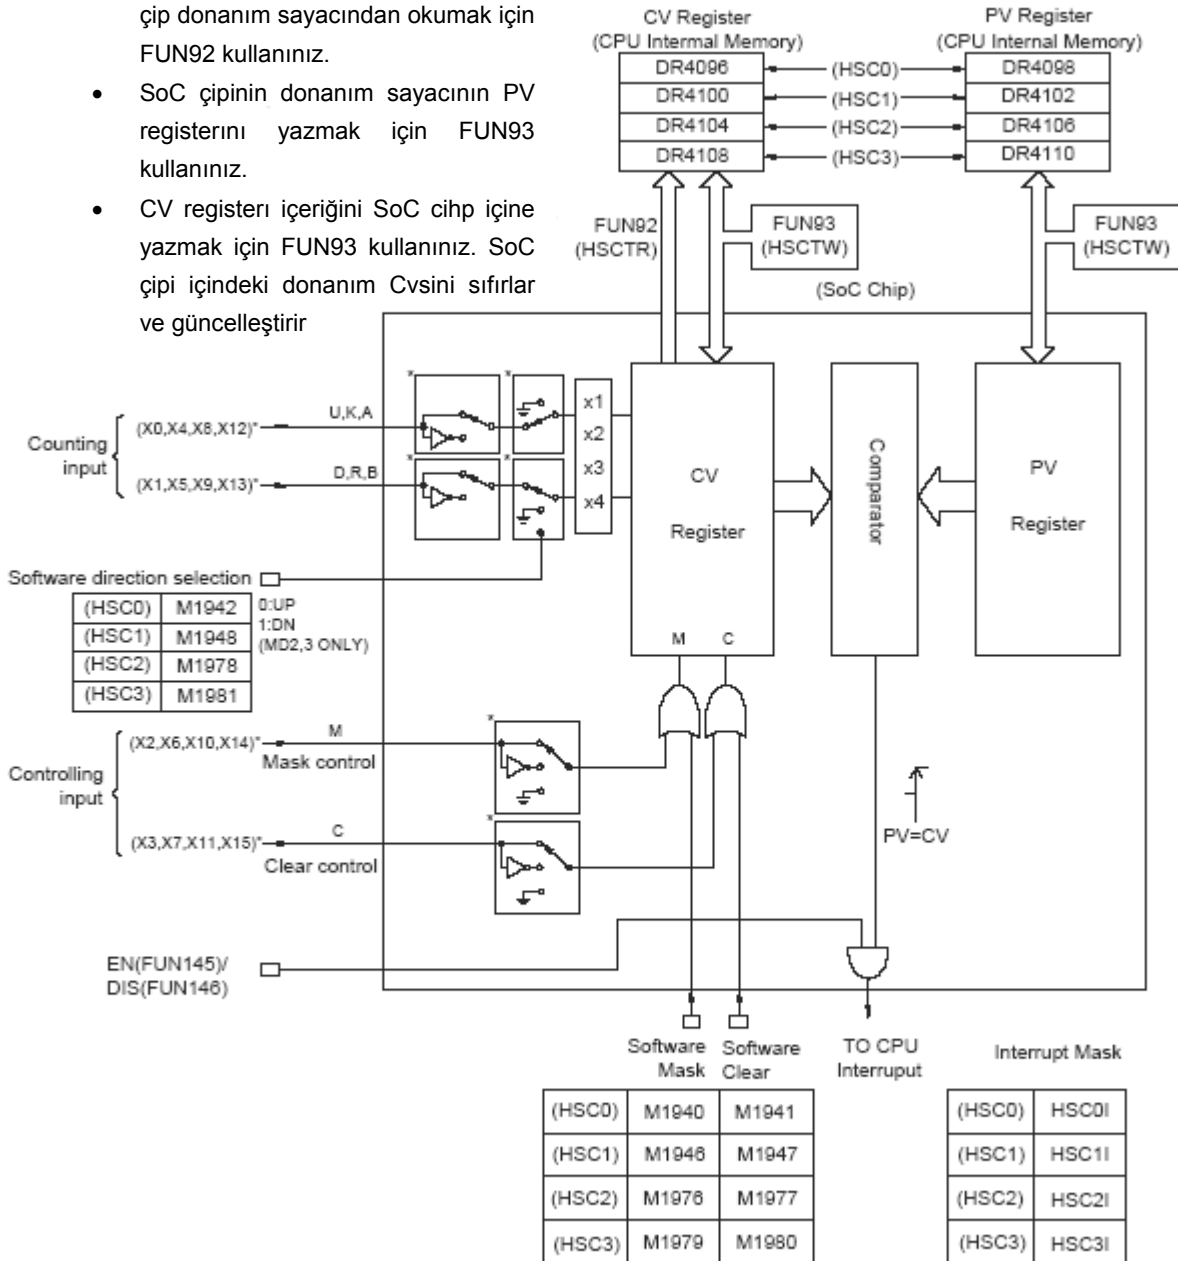 çip donanım sayacından okumak için
FUN92 kullanınız.
• SoC çipinin donanım sayacının PV
registerını yazmak için FUN93
kullanınız.
• CV registerı içeriğini SoC cihp içine
yazmak için FUN93 kullanınız. SoC
çipi içindeki donanım Cvsini sıfırlar
ve güncelleştirir
CV Register
(CPU Intermal Memory)
PV Register
(CPU Internal Memory)
DR4096 (HSC0) DR4098
DR4100 (HSC1) DR4102
DR4104 (HSC2) DR4106
DR4108 (HSC3) DR4110
FUN92
(HSCTR)
FUN93
(HSCTW)
FUN93
(HSCTW)
(SoC Chip)
Counting
input
(X0,X4,X8,X12)*
U,K,A
(X1,X5,X9,X13)*
D,R,B
*
*
*
*
x1
x2
x3
x4
CV
Register
M C
Comparator
PV
Register
Software direction selection
(HSC0) M1942
(HSC1) M1948
(HSC2) M1978
(HSC3) M1981
0:UP
1:DN
(MD2,3 ONLY)
Controlling
input
(X2,X6,X10,X14)*
M
Mask control
*
(X3,X7,X11,X15)*
C
Clear control
*
PV=CV
EN(FUN145)/
DIS(FUN146)
Software
Mask
Software
Clear
TO CPU
Interruput
Interrupt Mask
(HSC0) M1940 M1941
(HSC1) M1946 M1947
(HSC2) M1976 M1977
(HSC3) M1979 M1980
(HSC0) HSC0I
(HSC1) HSC1I
(HSC2) HSC2I
(HSC3) HSC3I